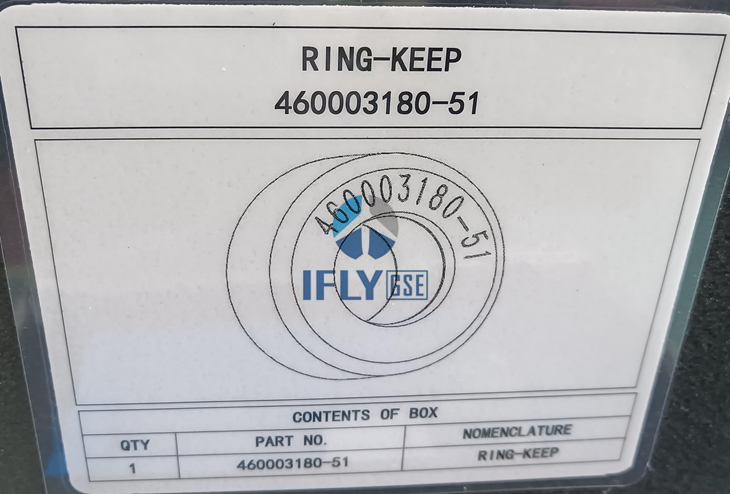 RING-KEEP
460003180-51
460003180-51
IFLY GSE
CONTENTS OF BOX
QTY PART NO. NOMENCLATURE
1 460003180-51 RING-KEEP